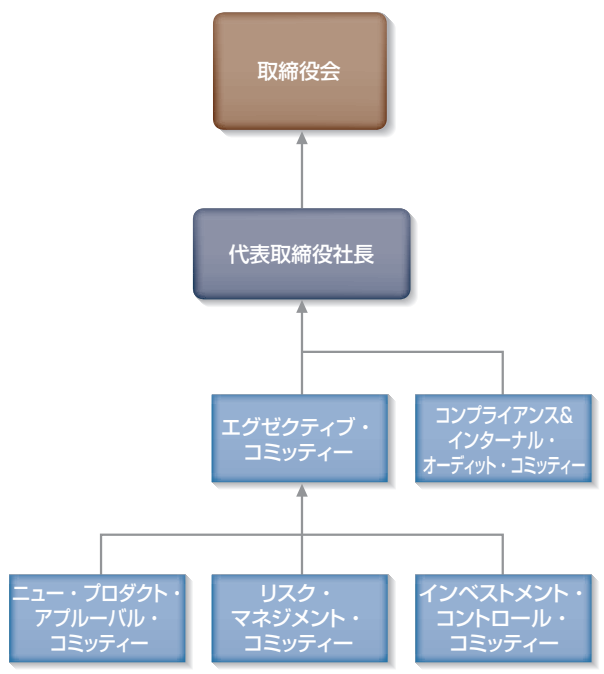 取締役会
代表取締役社長
エグゼクティブ・
コミッティー
コンプライアンス&
インターナル・
オーディット・コミッティー
ニュー・プロダクト・
アプルーバル・
コミッティー
リスク・
マネジメント・
コミッティー
インベストメント・
コントロール・
コミッティー